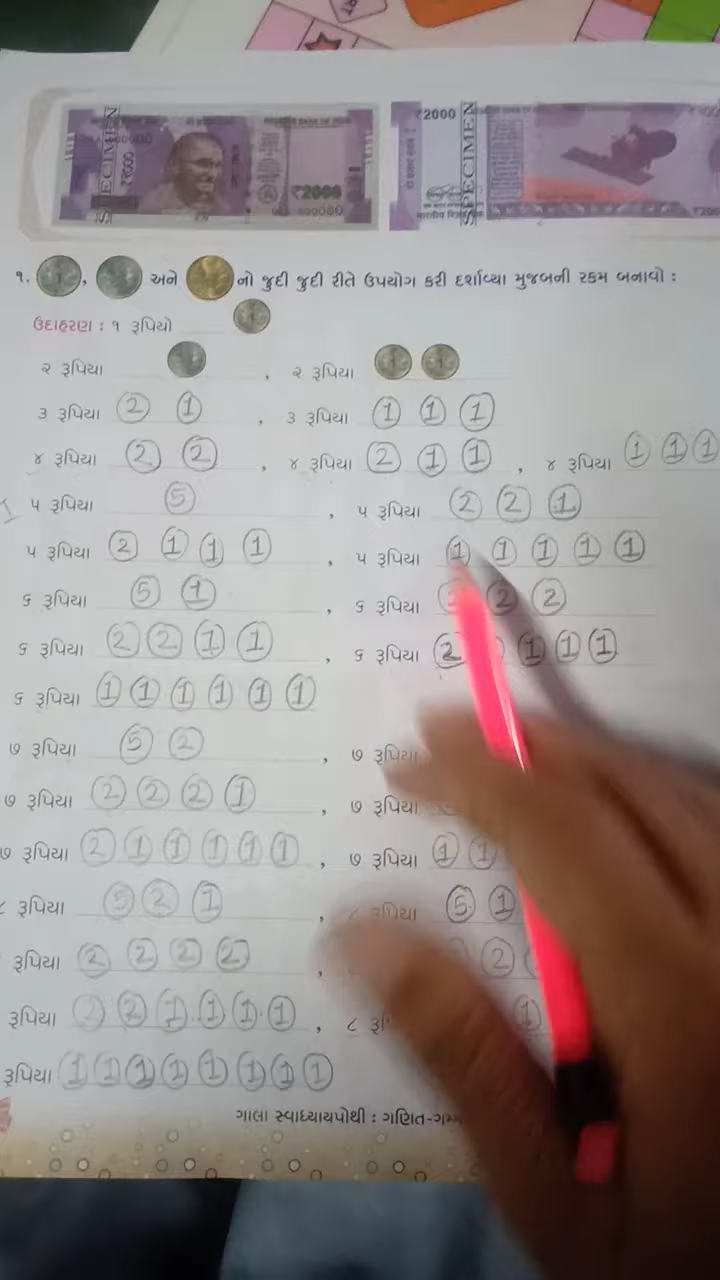 SPECIMEN ₹2000 ₹2000 ₹2000 SPECIMEN
૧. , અને નો જુદી જુદી રીતે ઉપયોગ કરી દર્શાવ્યા મુજબની રકમ બનાવો :
ઉદાહરણ : ૧ રૂપિયો
૨ રૂપિયા , ૨ રૂપિયા 1 1
૩ રૂપિયા 2 1 , ૩ રૂપિયા 1 1 1
૪ રૂપિયા 2 2 , ૪ રૂપિયા 2 1 1 , ૪ રૂપિયા 1 1 1
૫ રૂપિયા 5 , ૫ રૂપિયા 2 2 1
૫ રૂપિયા 2 1 1 1 , ૫ રૂપિયા 1 1 1 1 1
૬ રૂપિયા 5 1 , ૬ રૂપિયા 2 2
૬ રૂપિયા 2 2 1 1 , ૬ રૂપિયા 2 1 1 1
૬ રૂપિયા 1 1 1 1 1 1
૭ રૂપિયા 5 2 , ૭ રૂપિયા
૭ રૂપિયા 2 2 2 1 , ૭ રૂપિયા
૭ રૂપિયા 2 1 1 1 1 1 , ૭ રૂપિયા 1 1
રૂપિયા 5 2 1 , રૂપિયા 5 1
રૂપિયા 2 2 2 2 , 2
રૂપિયા 2 2 1 1 1 1 , ૮ 1
રૂપિયા 1 1 1 1 1 1 1 1
ગાલા સ્વાધ્યાયપોથી : ગણિત-ગમ્મ